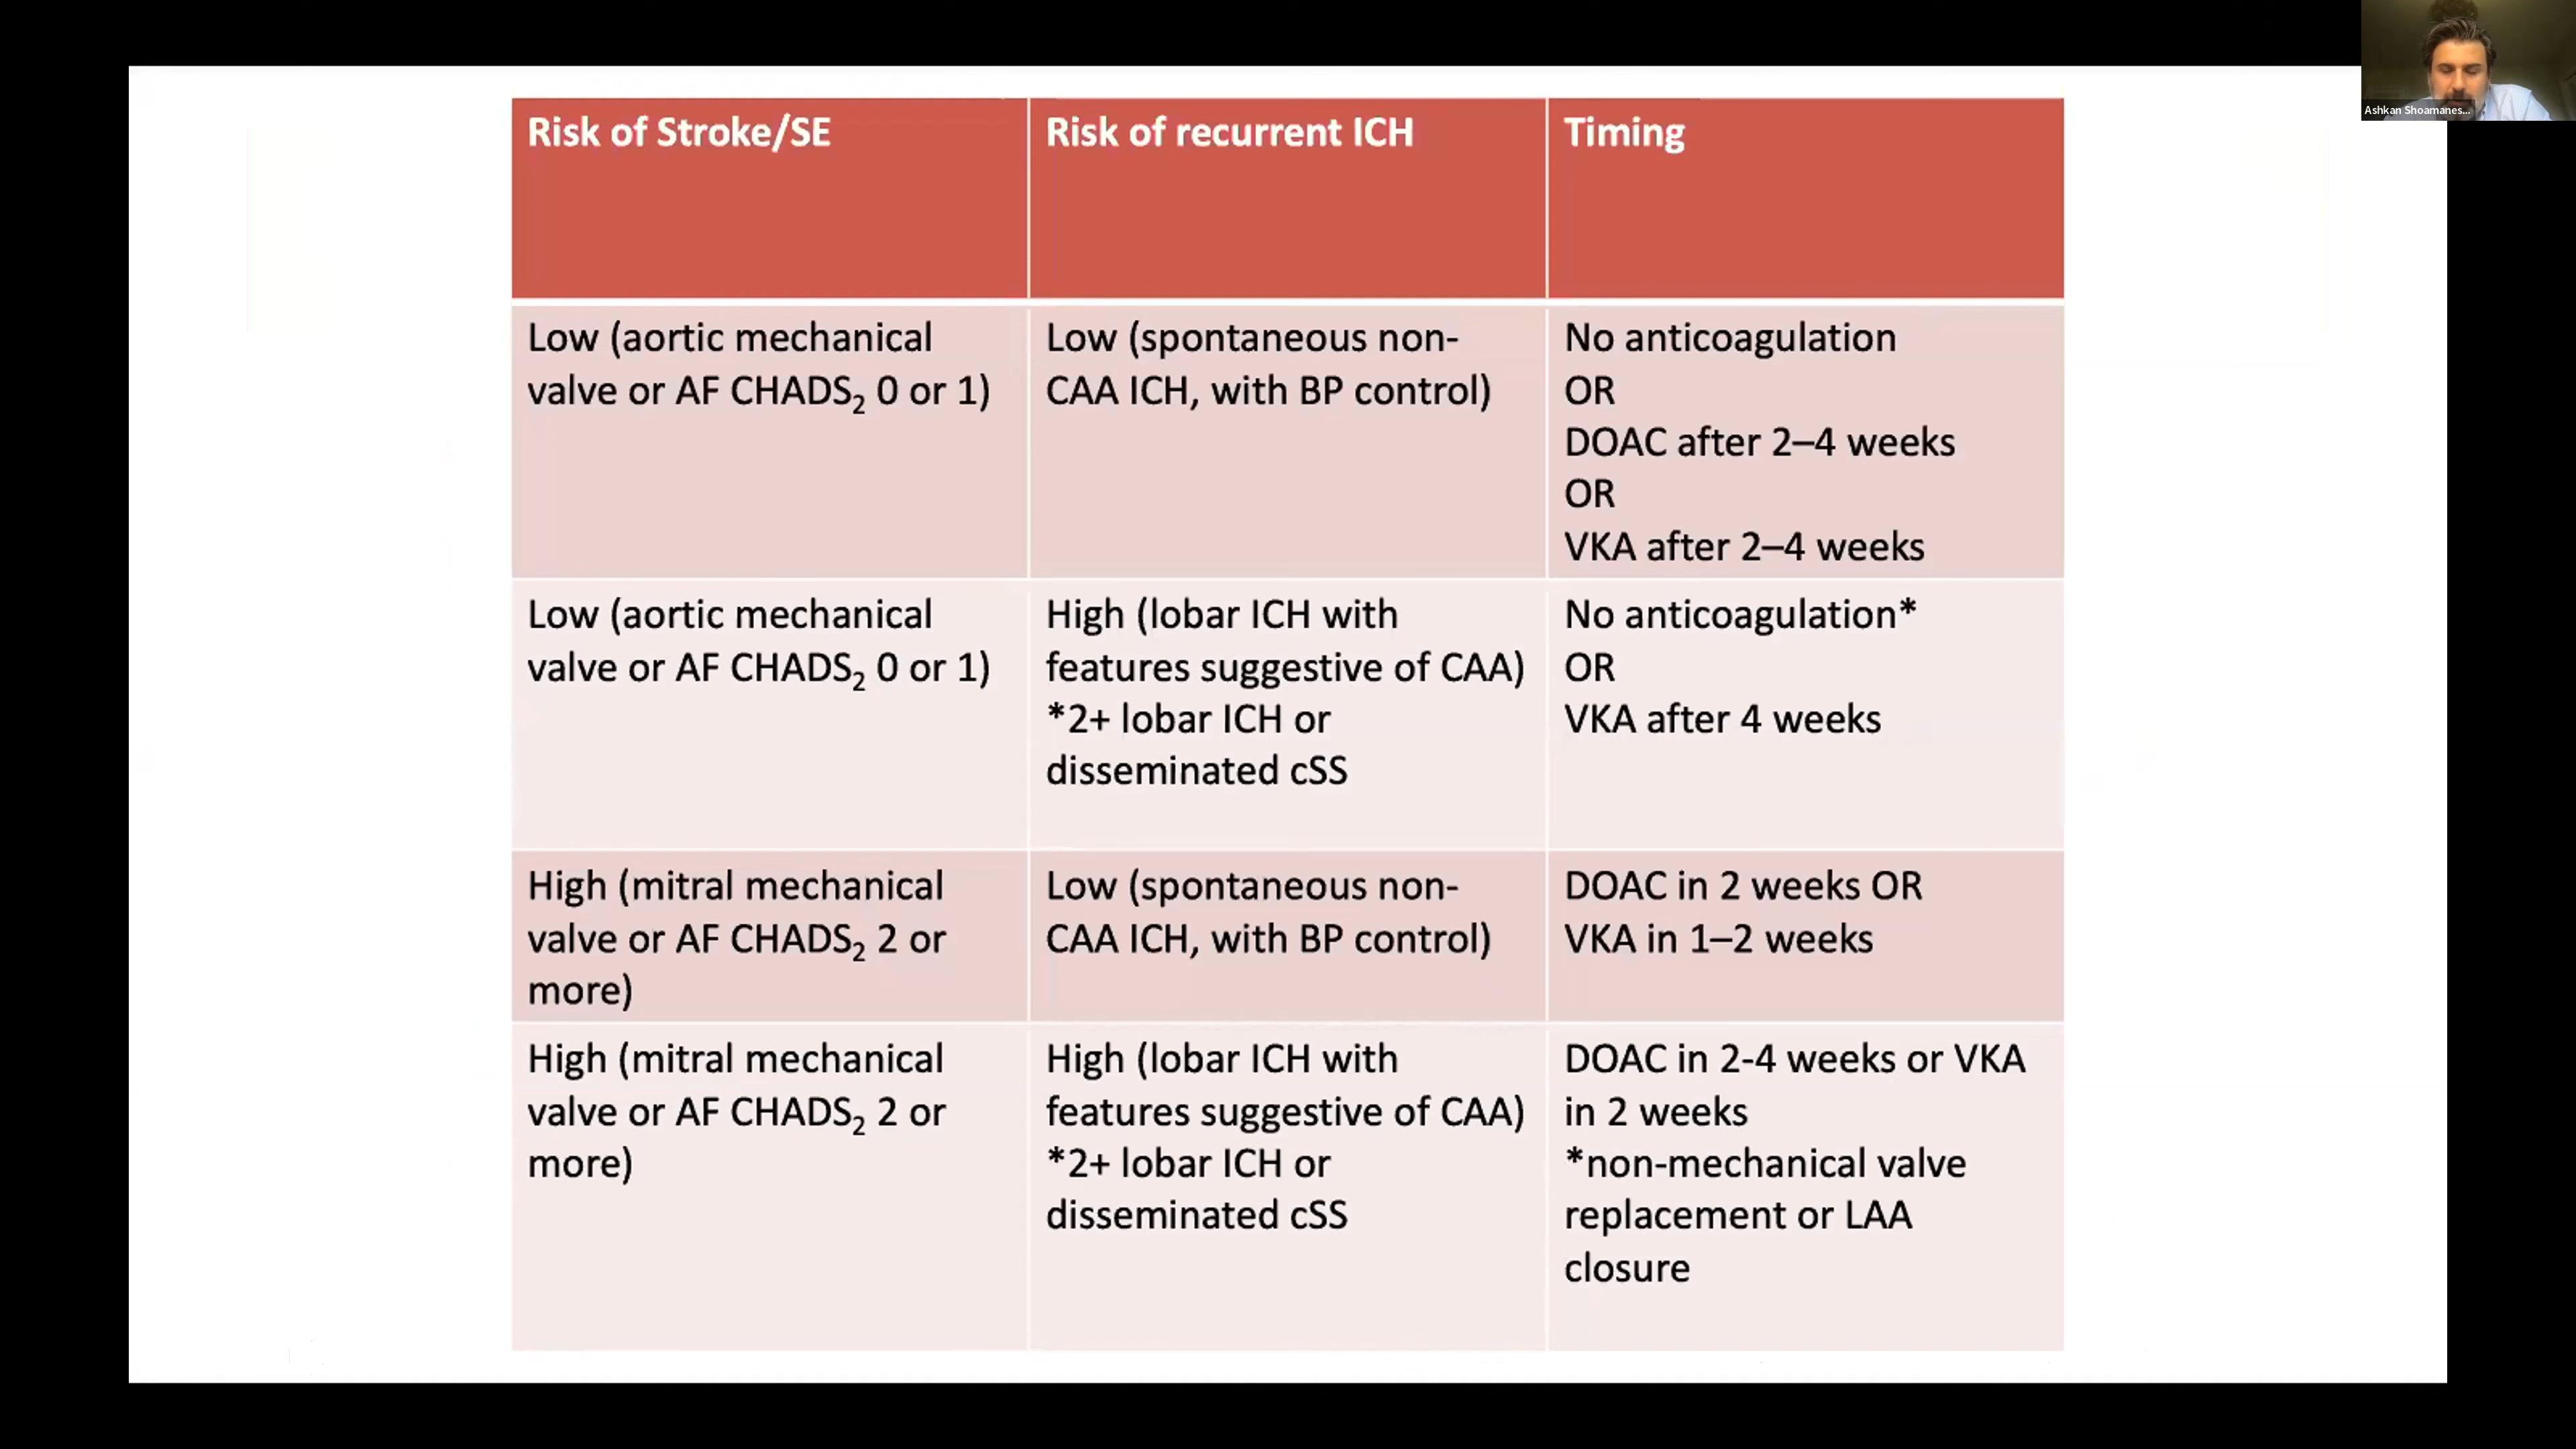 Ashkan Shoamanes...
Risk of Stroke/SE
Risk of recurrent ICH
Timing
Low (aortic mechanical
valve or AF CHADS₂ 0 or 1)
Low (spontaneous non-
CAA ICH, with BP control)
No anticoagulation
OR
DOAC after 2–4 weeks
OR
VKA after 2–4 weeks
Low (aortic mechanical
valve or AF CHADS₂ 0 or 1)
High (lobar ICH with
features suggestive of CAA)
*2+ lobar ICH or
disseminated cSS
No anticoagulation*
OR
VKA after 4 weeks
High (mitral mechanical
valve or AF CHADS₂ 2 or
more)
Low (spontaneous non-
CAA ICH, with BP control)
DOAC in 2 weeks OR
VKA in 1–2 weeks
High (mitral mechanical
valve or AF CHADS₂ 2 or
more)
High (lobar ICH with
features suggestive of CAA)
*2+ lobar ICH or
disseminated cSS
DOAC in 2-4 weeks or VKA
in 2 weeks
*non-mechanical valve
replacement or LAA
closure